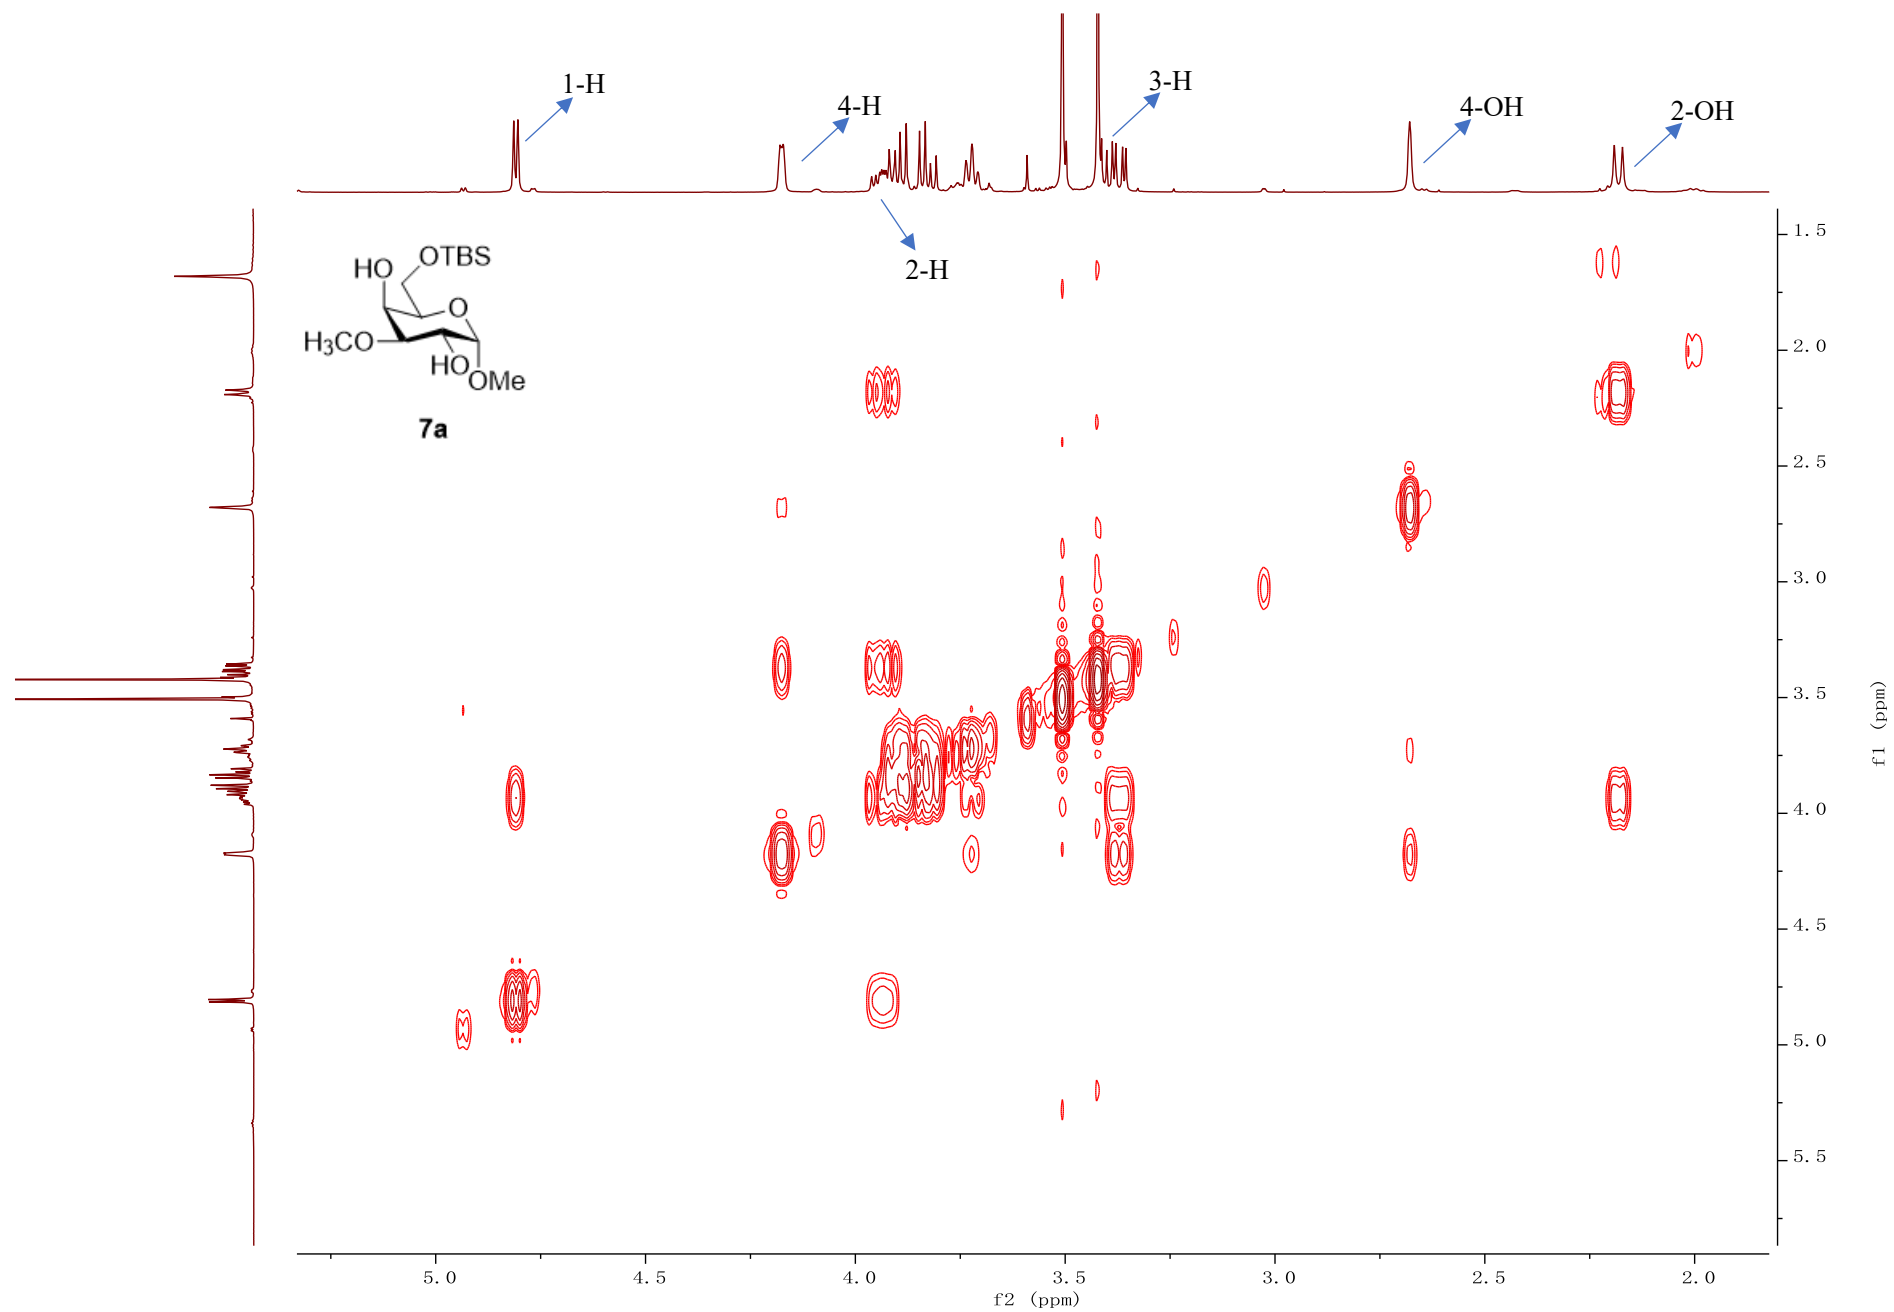 1-H
4-H
3-H
4-OH
2-OH
2-H
HO
OTBS
O
H₃CO
HO
OMe
7a
1.5
2.0
2.5
3.0
3.5
4.0
4.5
5.0
5.5
f1 (ppm)
5.0 4.5 4.0 3.5 3.0 2.5 2.0
f2 (ppm)